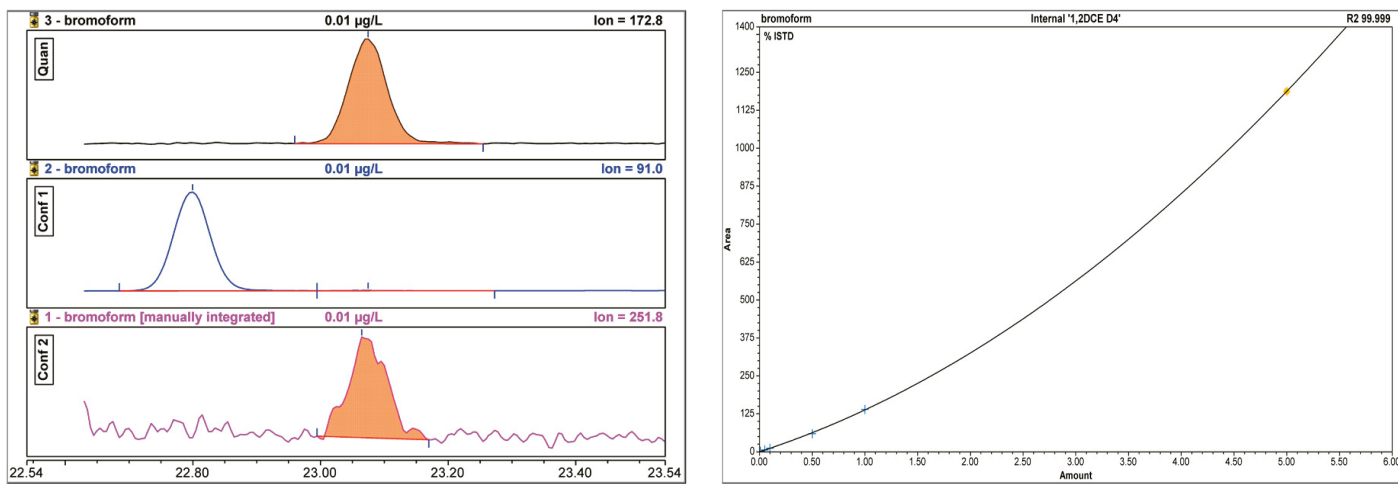 3 - bromoform 0.01 µg/L Ion = 172.8
Quan
2 - bromoform 0.01 µg/L Ion = 91.0
Conf 1
1 - bromoform [manually integrated] 0.01 µg/L Ion = 251.8
Conf 2
22.54 22.80 23.00 23.20 23.40 23.54
bromoform Internal '1,2DCE D4' R2 99.999
% ISTD
1400
1250
1125
1000
875
750
625
500
375
250
125
0
Area
0.00 0.50 1.00 1.50 2.00 2.50 3.00 3.50 4.00 4.50 5.00 5.50 6.00
Amount